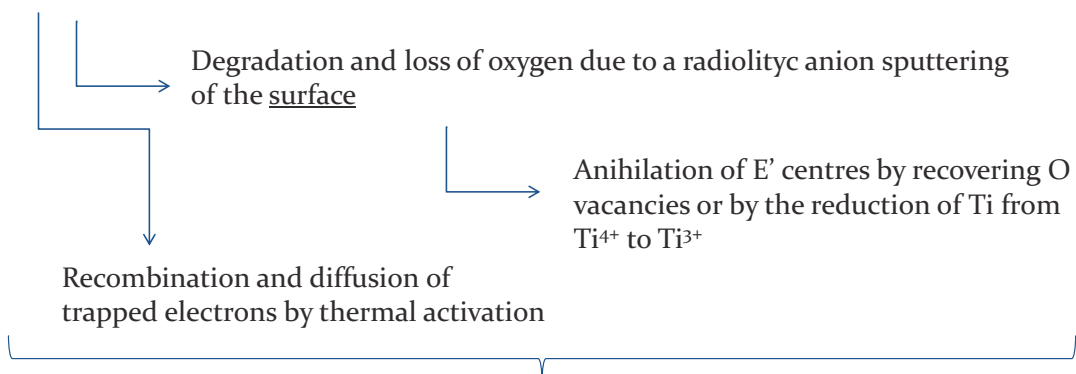 Degradation and loss of oxygen due to a radiolityc anion sputtering
of the surface
Anihilation of E’ centres by recovering O
vacancies or by the reduction of Ti from
Ti⁴⁺ to Ti³⁺
Recombination and diffusion of
trapped electrons by thermal activation